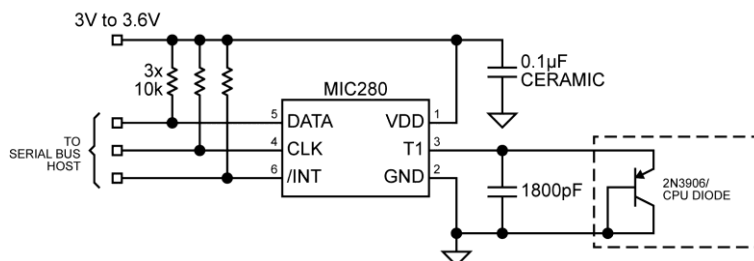 3V to 3.6V
3x
10k
MIC280
0.1µF
CERAMIC
TO
SERIAL BUS
HOST
5
DATA
VDD
1
4
CLK
T1
3
6
/INT
GND
2
1800pF
2N3906/
CPU DIODE